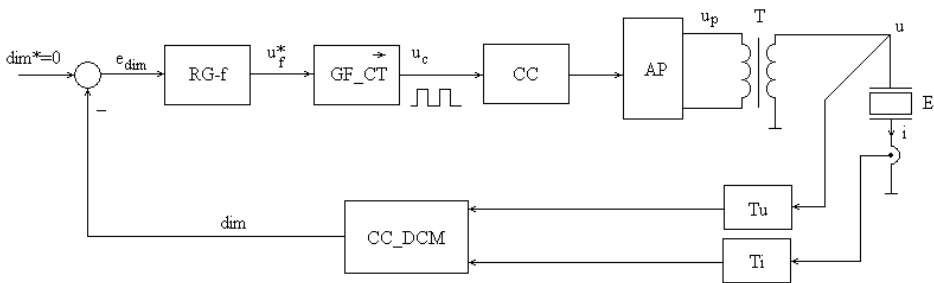 dim*=0
e_dim
RG-f
u*_f
GF_CT
u_c
CC
AP
u_p
T
u
E
i
Tu
Ti
CC_DCM
dim